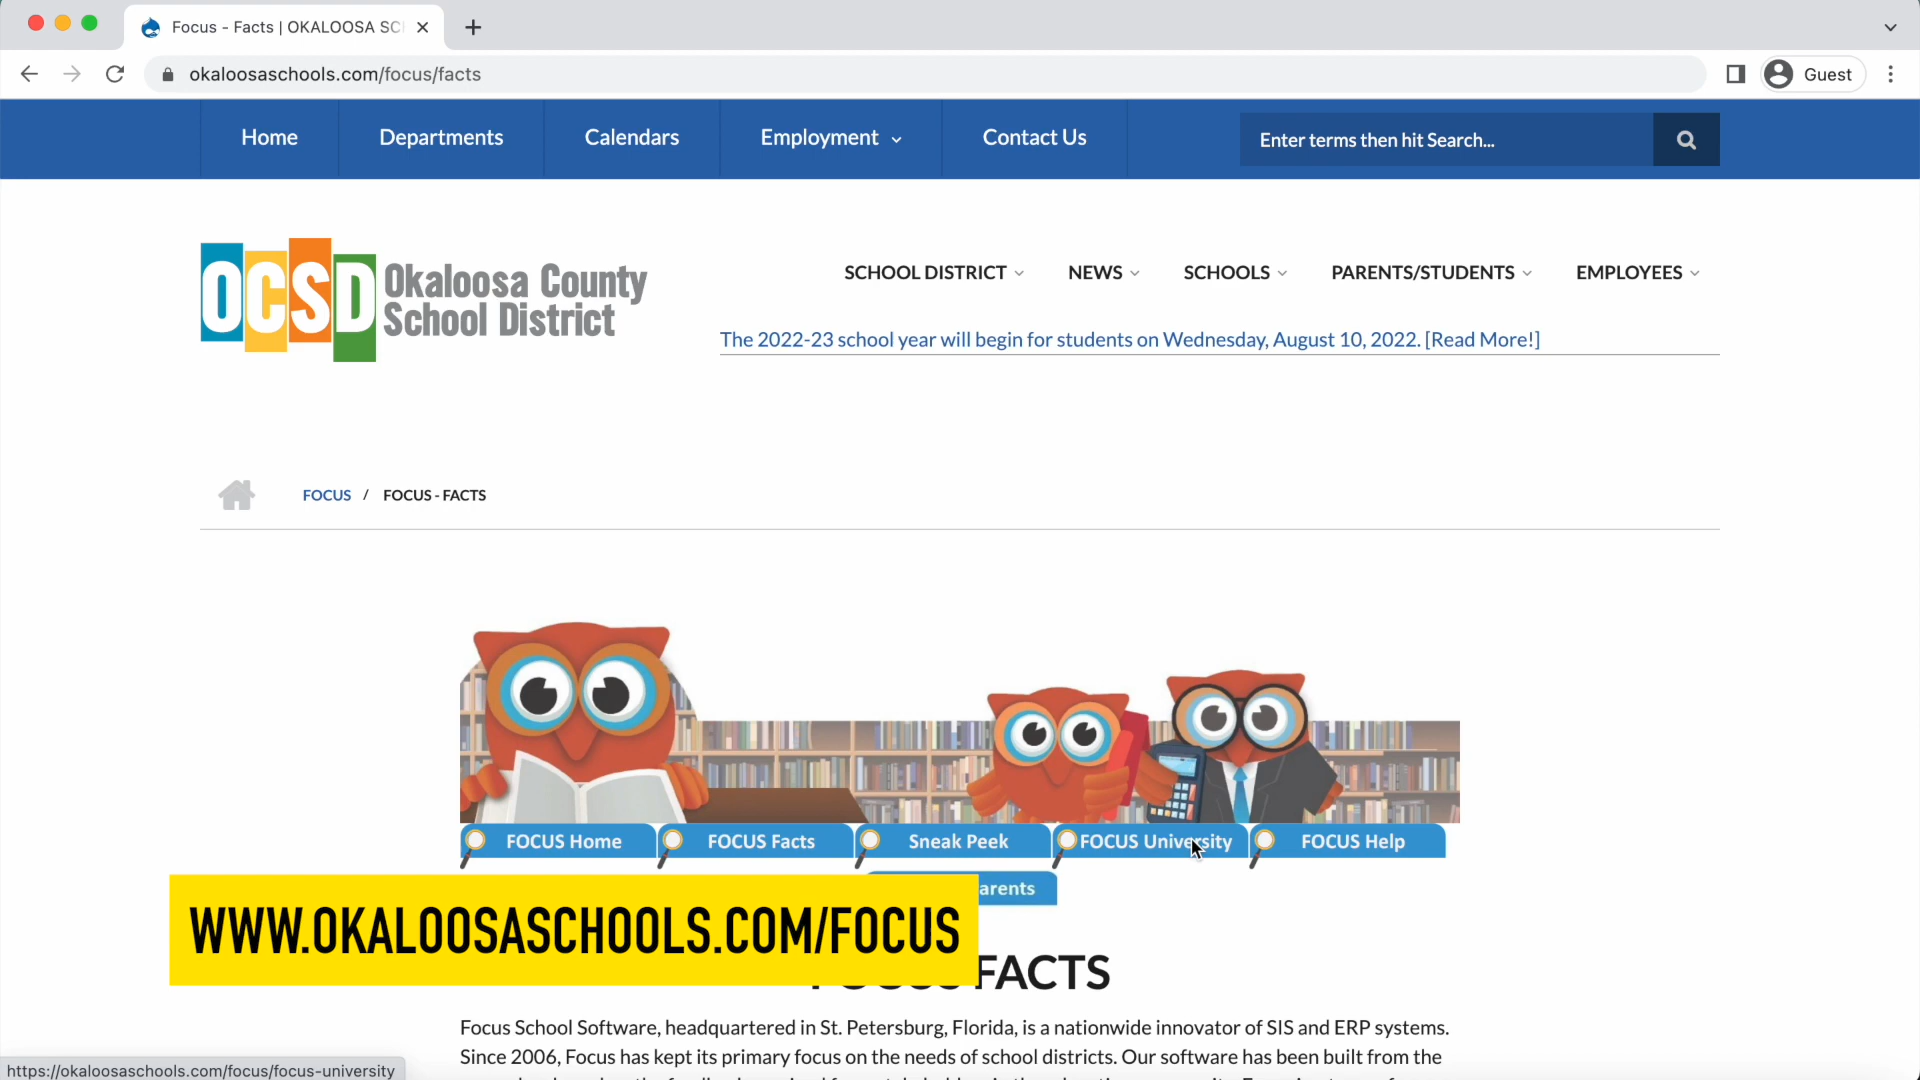 Focus - Facts | OKALOOSA SC
okaloosaschools.com/focus/facts
Guest
Home
Departments
Calendars
Employment
Contact Us
Enter terms then hit Search...
OCSD Okaloosa County
School District
SCHOOL DISTRICT
NEWS
SCHOOLS
PARENTS/STUDENTS
EMPLOYEES
The 2022-23 school year will begin for students on Wednesday, August 10, 2022. [Read More!]
FOCUS / FOCUS - FACTS
FOCUS Home
FOCUS Facts
Sneak Peek
FOCUS University
FOCUS Help
arents
WWW.OKALOOSASCHOOLS.COM/FOCUS
FACTS
Focus School Software, headquartered in St. Petersburg, Florida, is a nationwide innovator of SIS and ERP systems.
Since 2006, Focus has kept its primary focus on the needs of school districts. Our software has been built from the
https://okaloosaschools.com/focus/focus-university